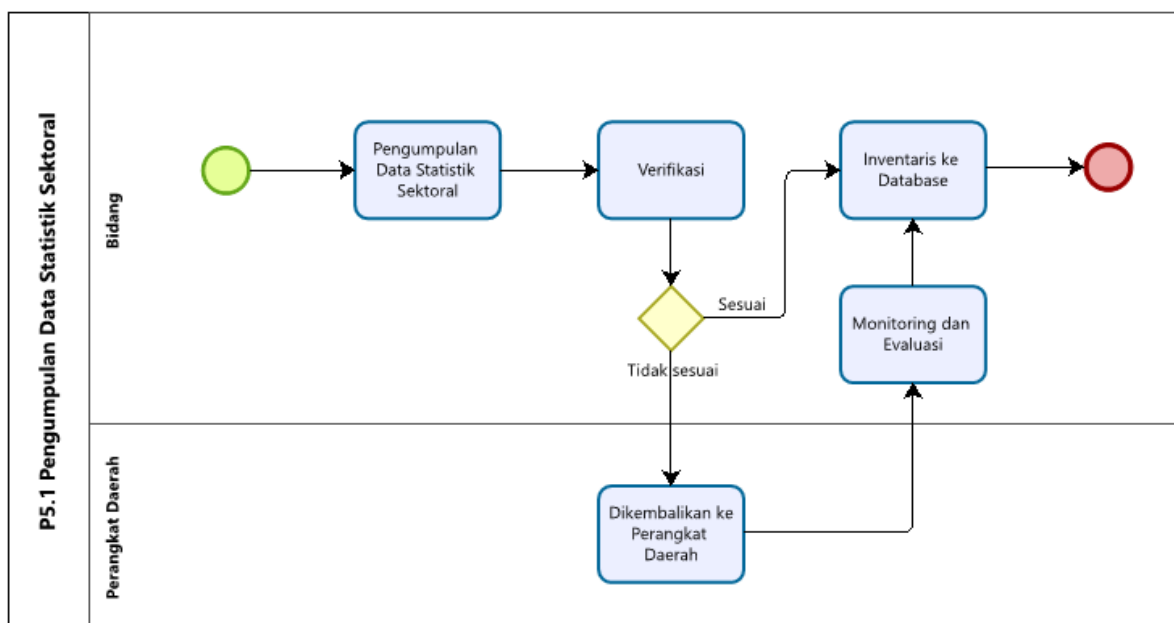 P5.1 Pengumpulan Data Statistik Sektoral
Bidang
Pengumpulan
Data Statistik
Sektoral
Verifikasi
Inventaris ke
Database
Sesuai
Tidak sesuai
Monitoring dan
Evaluasi
Perangkat Daerah
Dikembalikan ke
Perangkat
Daerah